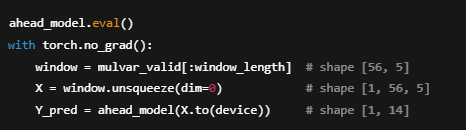 ahead_model.eval()
with torch.no_grad():
    window = mulvar_valid[:window_length]  # shape [56, 5]
    X = window.unsqueeze(dim=0)            # shape [1, 56, 5]
    Y_pred = ahead_model(X.to(device))     # shape [1, 14]